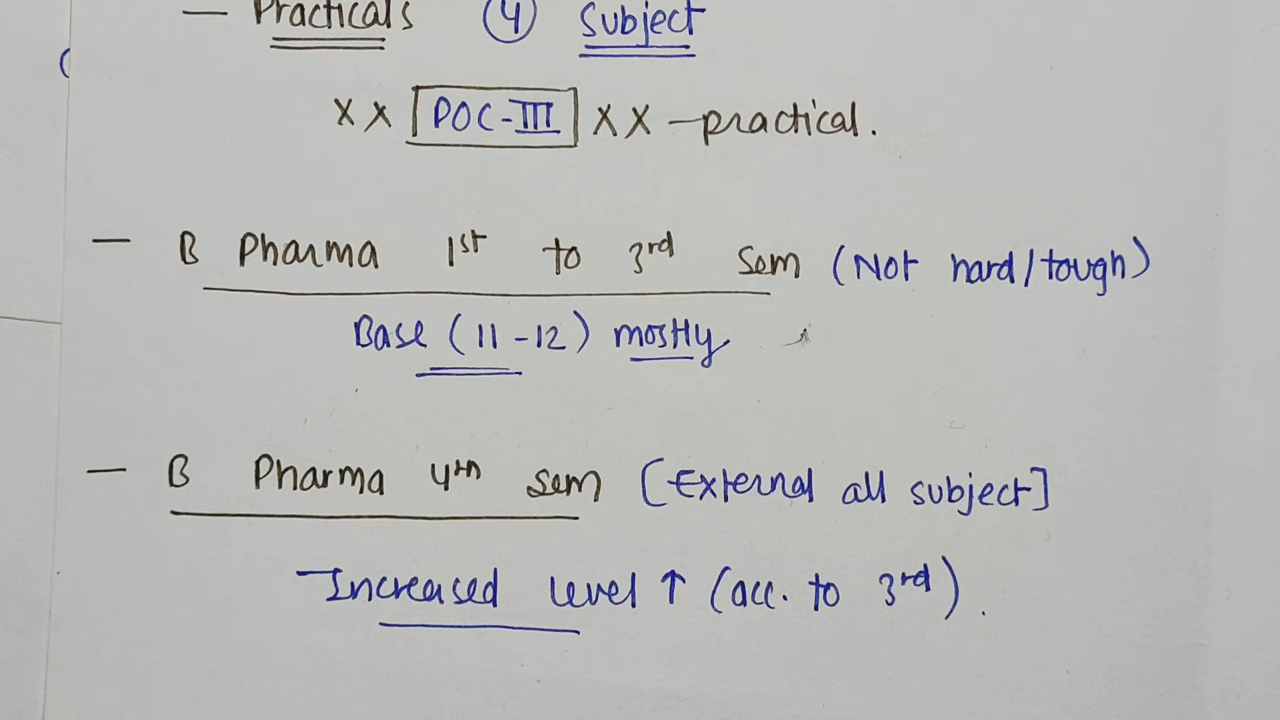 — Practicals 4 Subject
X X POC-III X X – practical.
— B Pharma 1st to 3rd Sem (Not hard/tough)
Base (11-12) mostly
— B Pharma 4th sem [External all subject]
Increased level ↑ (acc. to 3rd).